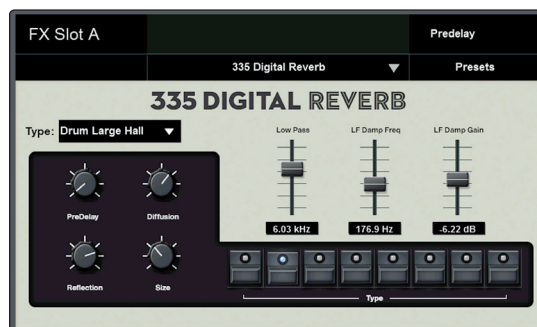 FX Slot A
Predelay
335 Digital Reverb
Presets
335 DIGITAL REVERB
Type: Drum Large Hall
Low Pass
LF Damp Freq
LF Damp Gain
PreDelay
Diffusion
6.03 kHz
176.9 Hz
-6.22 dB
Reflection
Size
Type